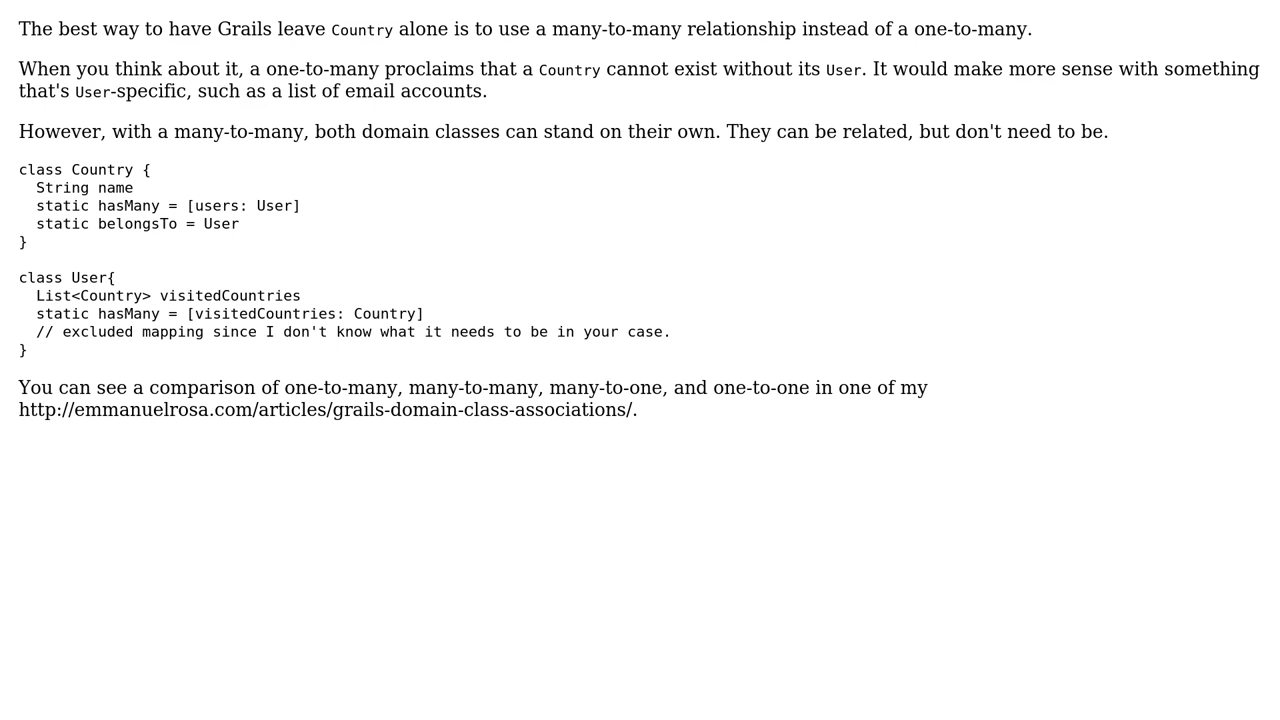 The best way to have Grails leave Country alone is to use a many-to-many relationship instead of a one-to-many.
When you think about it, a one-to-many proclaims that a Country cannot exist without its User. It would make more sense with something
that's User-specific, such as a list of email accounts.
However, with a many-to-many, both domain classes can stand on their own. They can be related, but don't need to be.
class Country {
  String name
  static hasMany = [users: User]
  static belongsTo = User
}
class User{
  List<Country> visitedCountries
  static hasMany = [visitedCountries: Country]
  // excluded mapping since I don't know what it needs to be in your case.
}
You can see a comparison of one-to-many, many-to-many, many-to-one, and one-to-one in one of my
http://emmanuelrosa.com/articles/grails-domain-class-associations/.